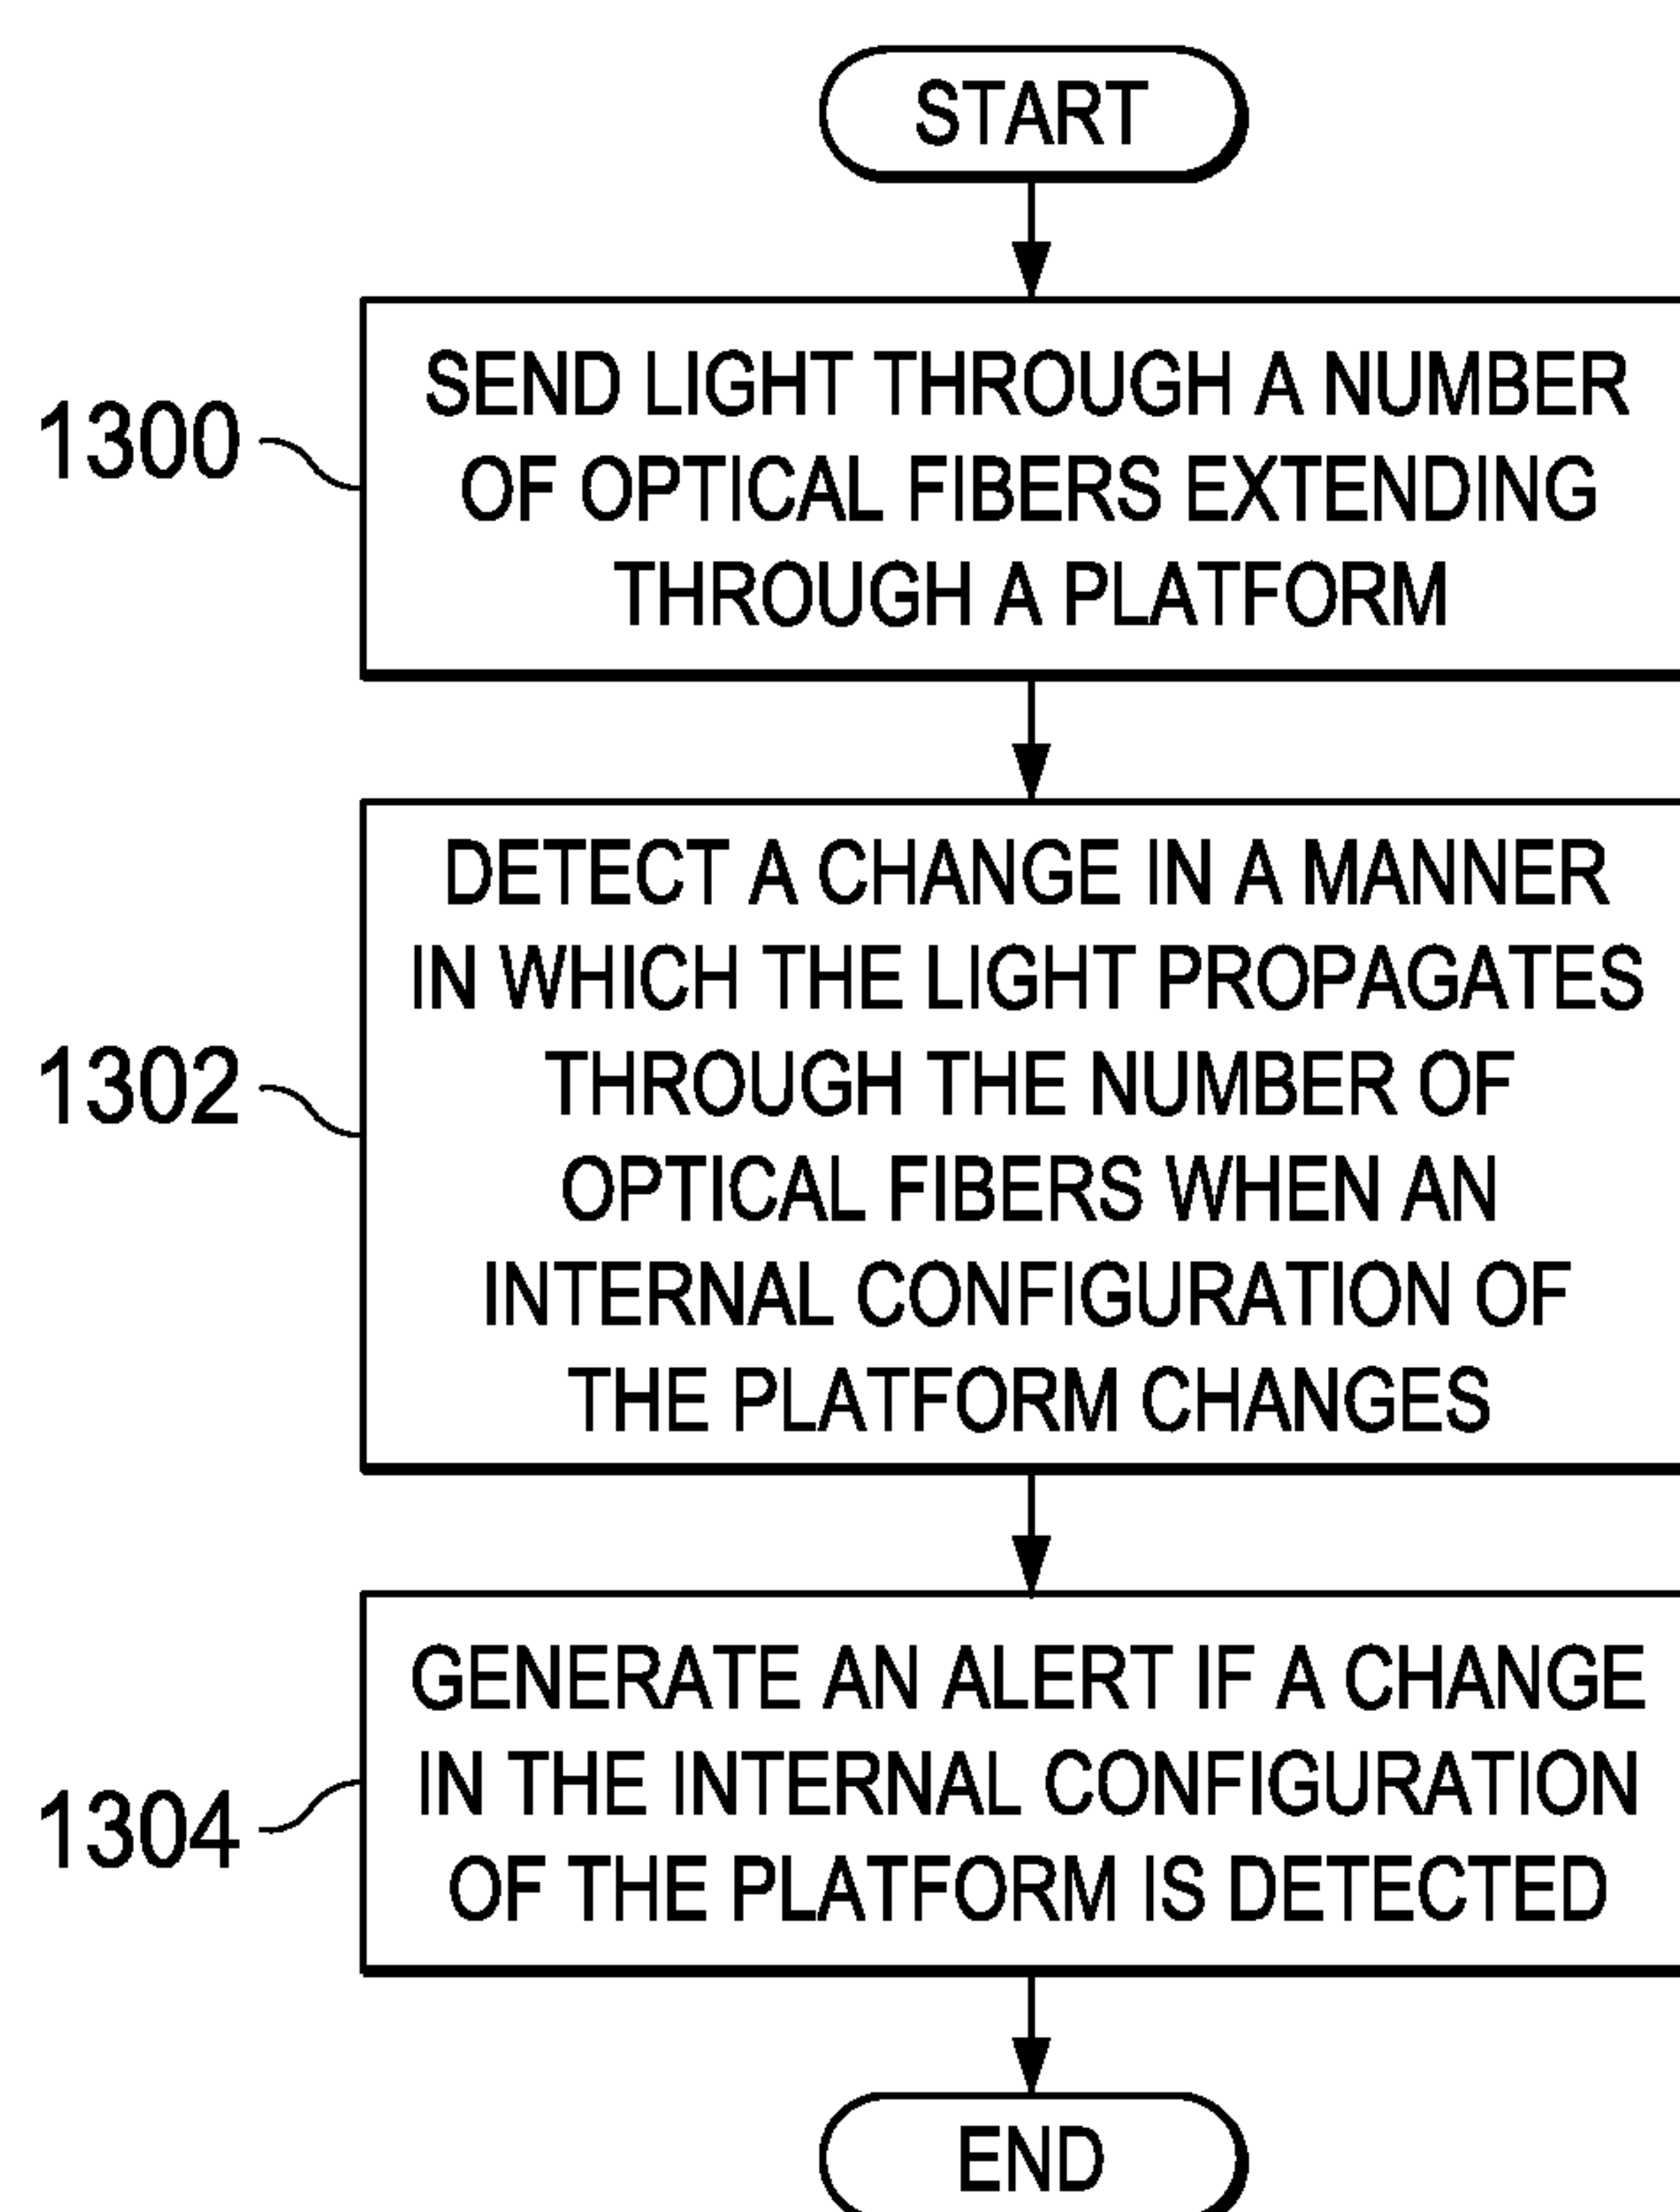 START
1300
SEND LIGHT THROUGH A NUMBER
OF OPTICAL FIBERS EXTENDING
THROUGH A PLATFORM
1302
DETECT A CHANGE IN A MANNER
IN WHICH THE LIGHT PROPAGATES
THROUGH THE NUMBER OF
OPTICAL FIBERS WHEN AN
INTERNAL CONFIGURATION OF
THE PLATFORM CHANGES
1304
GENERATE AN ALERT IF A CHANGE
IN THE INTERNAL CONFIGURATION
OF THE PLATFORM IS DETECTED
END